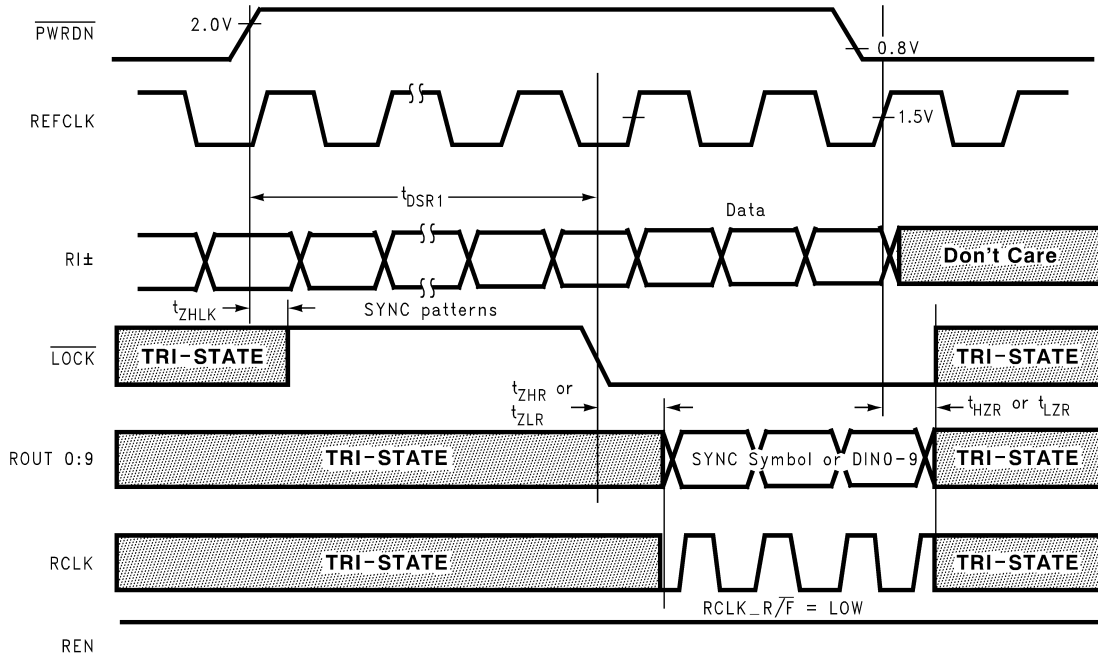 PWRDN
2.0V
0.8V
REFCLK
1.5V
tDSR1
Data
RI±
Don't Care
tZHLK
SYNC patterns
LOCK
TRI-STATE
TRI-STATE
tZHR or
tZLR
tHZR or tLZR
ROUT 0:9
TRI-STATE
SYNC Symbol or DIN0-9
TRI-STATE
RCLK
TRI-STATE
TRI-STATE
RCLK_R/F = LOW
REN